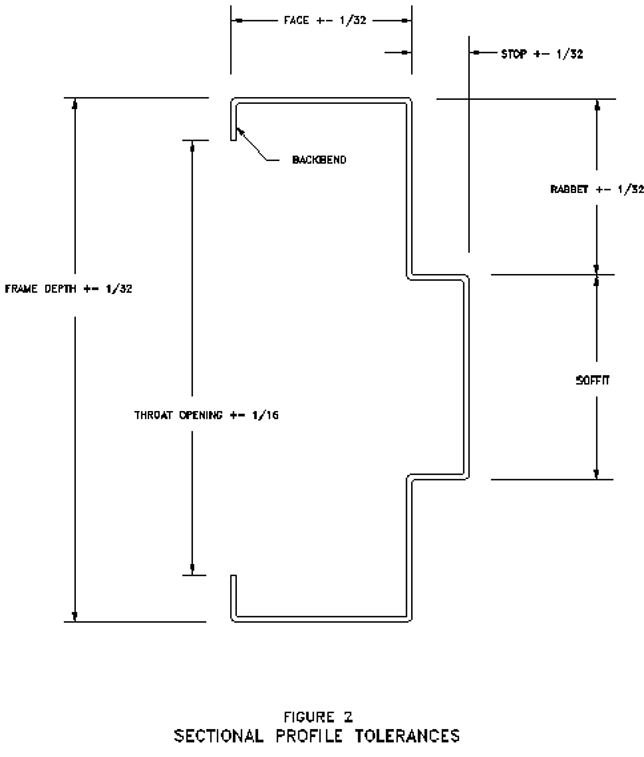 FACE +- 1/32
STOP +- 1/32
BACKBEND
RABBET +- 1/32
FRAME DEPTH +- 1/32
SOFFIT
THROAT OPENING +- 1/16
FIGURE 2
SECTIONAL PROFILE TOLERANCES